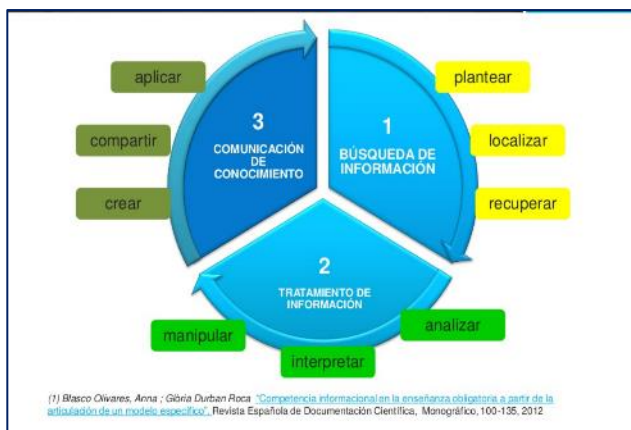 1
BÚSQUEDA DE
INFORMACIÓN
plantear
localizar
recuperar
2
TRATAMIENTO DE
INFORMACIÓN
analizar
interpretar
manipular
3
COMUNICACIÓN
DE
CONOCIMIENTO
crear
compartir
aplicar
(1) Blasco Olivares, Anna ; Glòria Durban Roca "Competencia informacional en la enseñanza obligatoria a partir de la
articulación de un modelo específico". Revista Española de Documentación Científica, Monográfico, 100-135, 2012